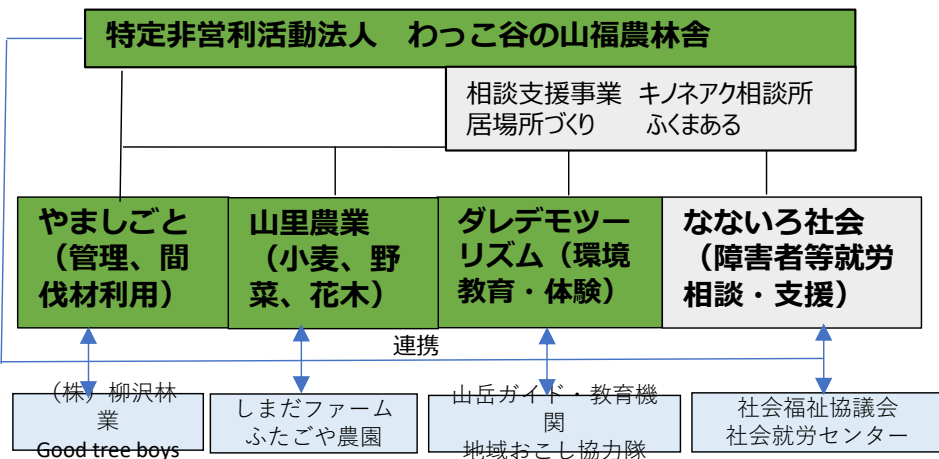 特定非営利活動法人　わっこ谷の山福農林舎
相談支援事業　キノネアク相談所
居場所づくり　　ふくまある
やましごと
（管理、間
伐材利用）
山里農業
（小麦、野
菜、花木）
ダレデモツー
リズム（環境
教育・体験）
なないろ社会
（障害者等就労
相談・支援）
連携
（株）柳沢林
業
Good tree boys
しまだファーム
ふたごや農園
山岳ガイド・教育機
関
地域おこし協力隊
社会福祉協議会
社会就労センター